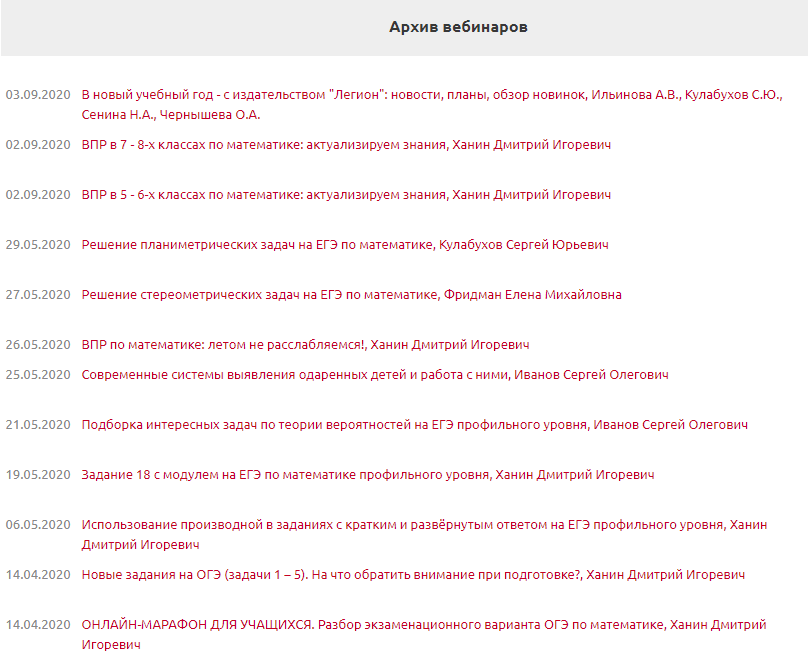 Архив вебинаров
03.09.2020 В новый учебный год - с издательством "Легион": новости, планы, обзор новинок, Ильинова А.В., Кулабухов С.Ю.,
Сенина Н.А., Чернышева О.А.
02.09.2020 ВПР в 7 - 8-х классах по математике: актуализируем знания, Ханин Дмитрий Игоревич
02.09.2020 ВПР в 5 - 6-х классах по математике: актуализируем знания, Ханин Дмитрий Игоревич
29.05.2020 Решение планиметрических задач на ЕГЭ по математике, Кулабухов Сергей Юрьевич
27.05.2020 Решение стереометрических задач на ЕГЭ по математике, Фридман Елена Михайловна
26.05.2020 ВПР по математике: летом не расслабляемся!, Ханин Дмитрий Игоревич
25.05.2020 Современные системы выявления одаренных детей и работа с ними, Иванов Сергей Олегович
21.05.2020 Подборка интересных задач по теории вероятностей на ЕГЭ профильного уровня, Иванов Сергей Олегович
19.05.2020 Задание 18 с модулем на ЕГЭ по математике профильного уровня, Ханин Дмитрий Игоревич
06.05.2020 Использование производной в заданиях с кратким и развёрнутым ответом на ЕГЭ профильного уровня, Ханин
Дмитрий Игоревич
14.04.2020 Новые задания на ОГЭ (задачи 1 – 5). На что обратить внимание при подготовке?, Ханин Дмитрий Игоревич
14.04.2020 ОНЛАЙН-МАРАФОН ДЛЯ УЧАЩИХСЯ. Разбор экзаменационного варианта ОГЭ по математике, Ханин Дмитрий
Игоревич